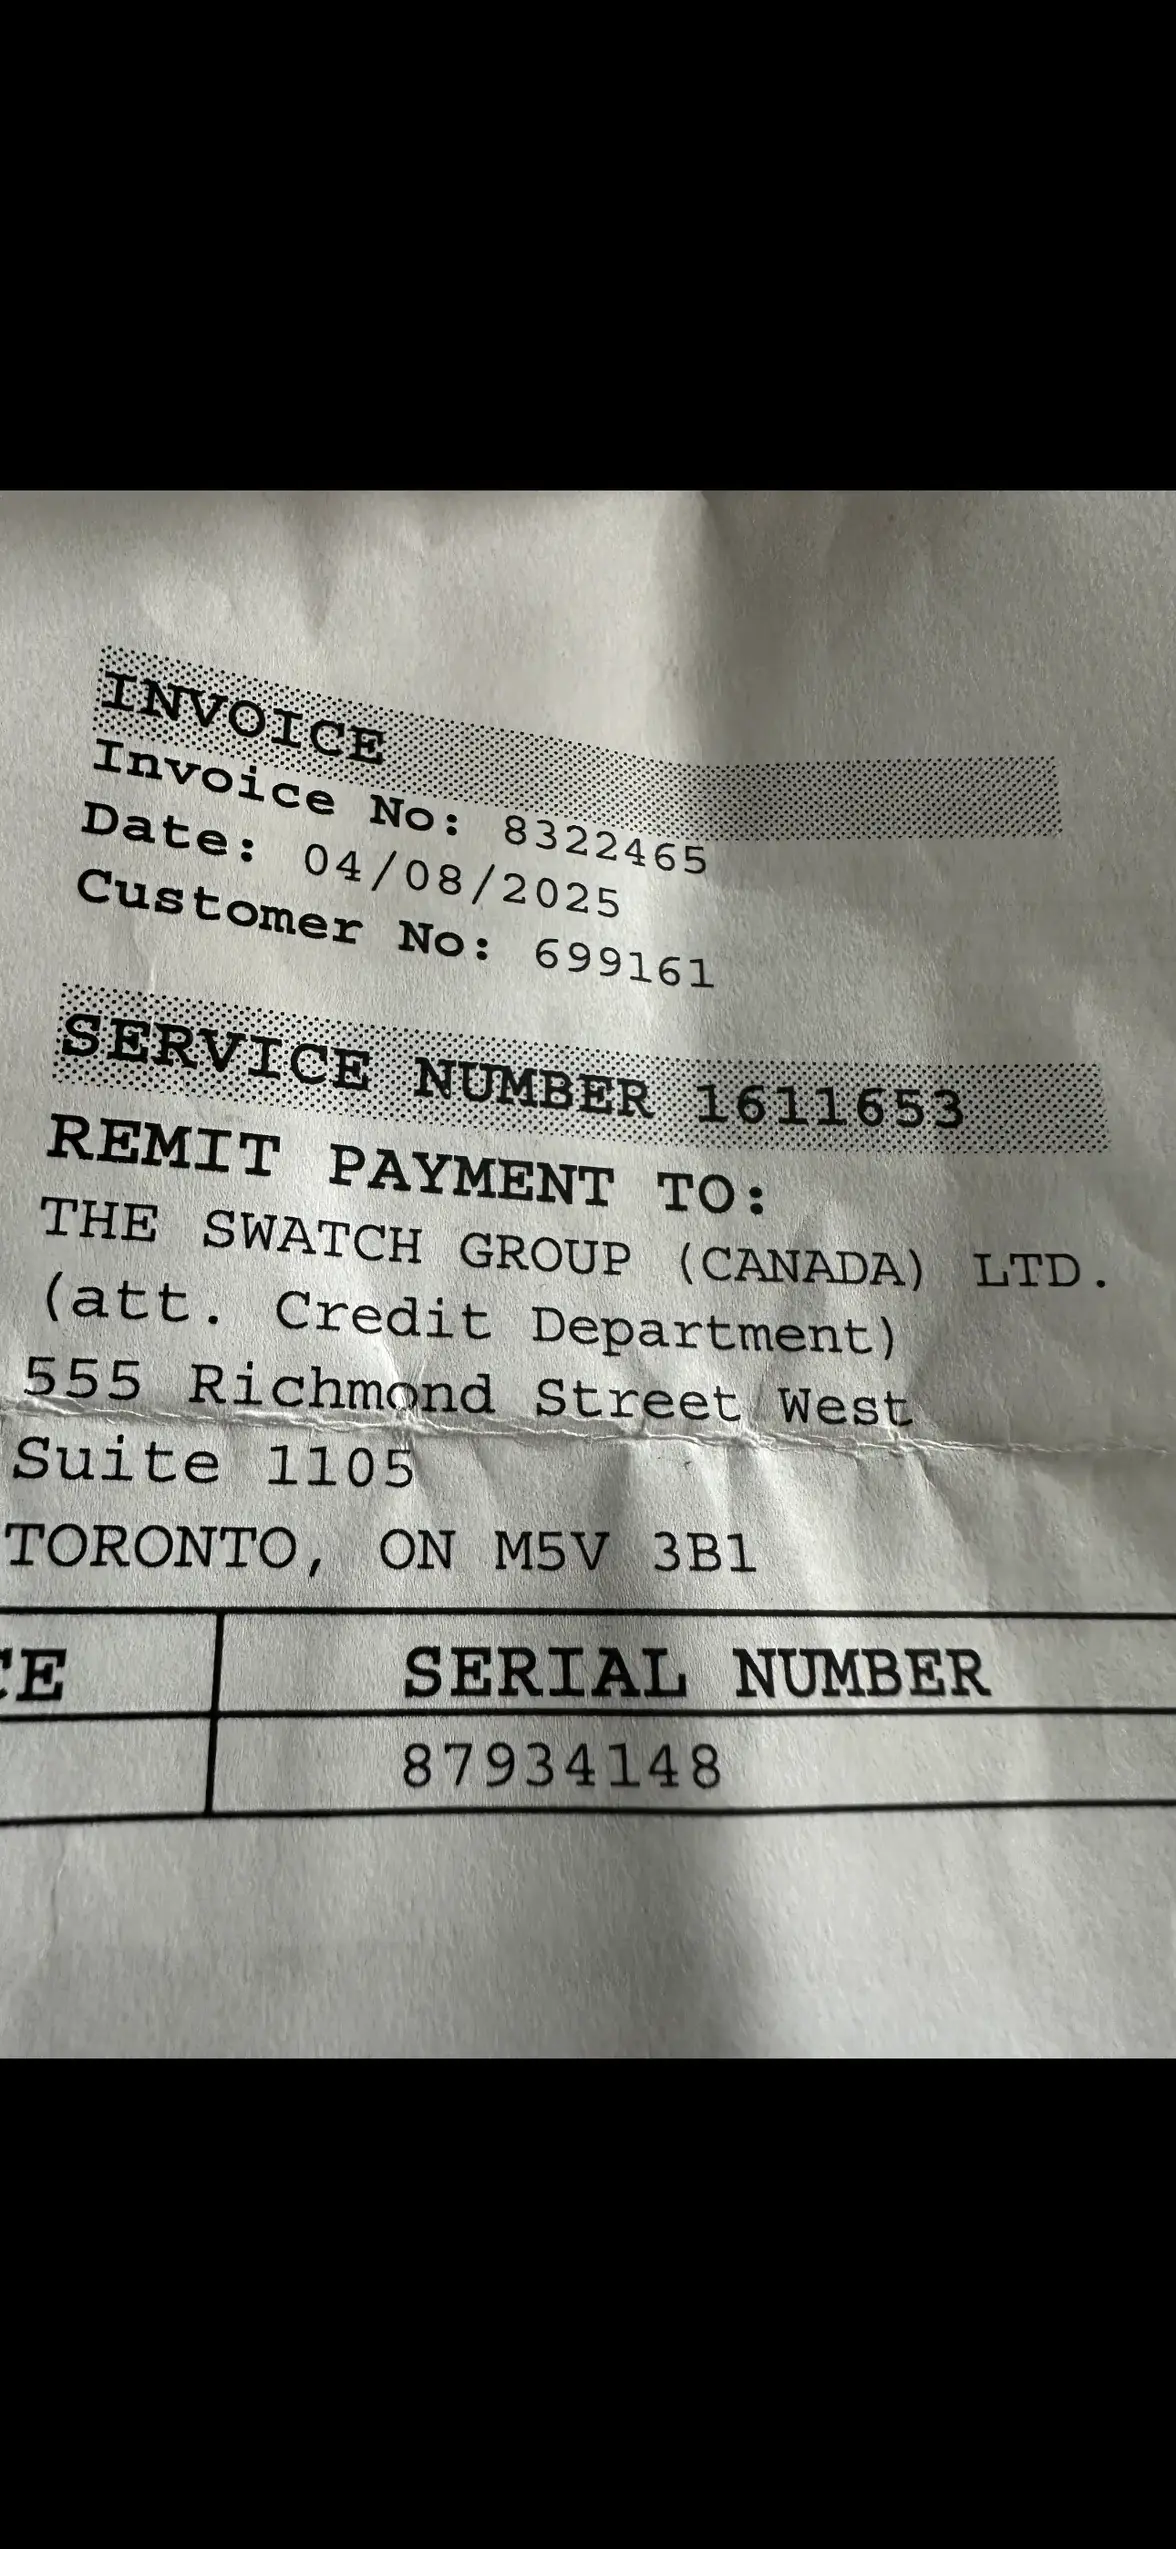 INVOICE
Invoice No: 8322465
Date: 04/08/2025
Customer No: 699161
SERVICE NUMBER 1611653
REMIT PAYMENT TO:
THE SWATCH GROUP (CANADA) LTD.
(att. Credit Department)
555 Richmond Street West
Suite 1105
TORONTO, ON M5V 3B1
SERIAL NUMBER
87934148